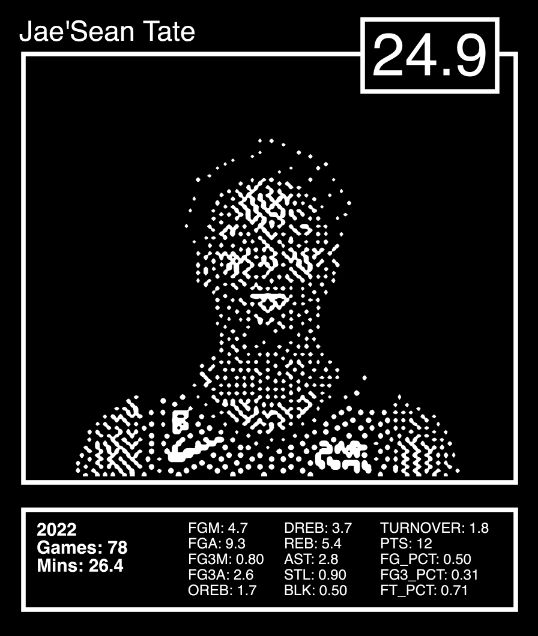 Jae'Sean Tate
24.9
2022
Games: 78
Mins: 26.4
FGM: 4.7
FGA: 9.3
FG3M: 0.80
FG3A: 2.6
OREB: 1.7
DREB: 3.7
REB: 5.4
AST: 2.8
STL: 0.90
BLK: 0.50
TURNOVER: 1.8
PTS: 12
FG_PCT: 0.50
FG3_PCT: 0.31
FT_PCT: 0.71